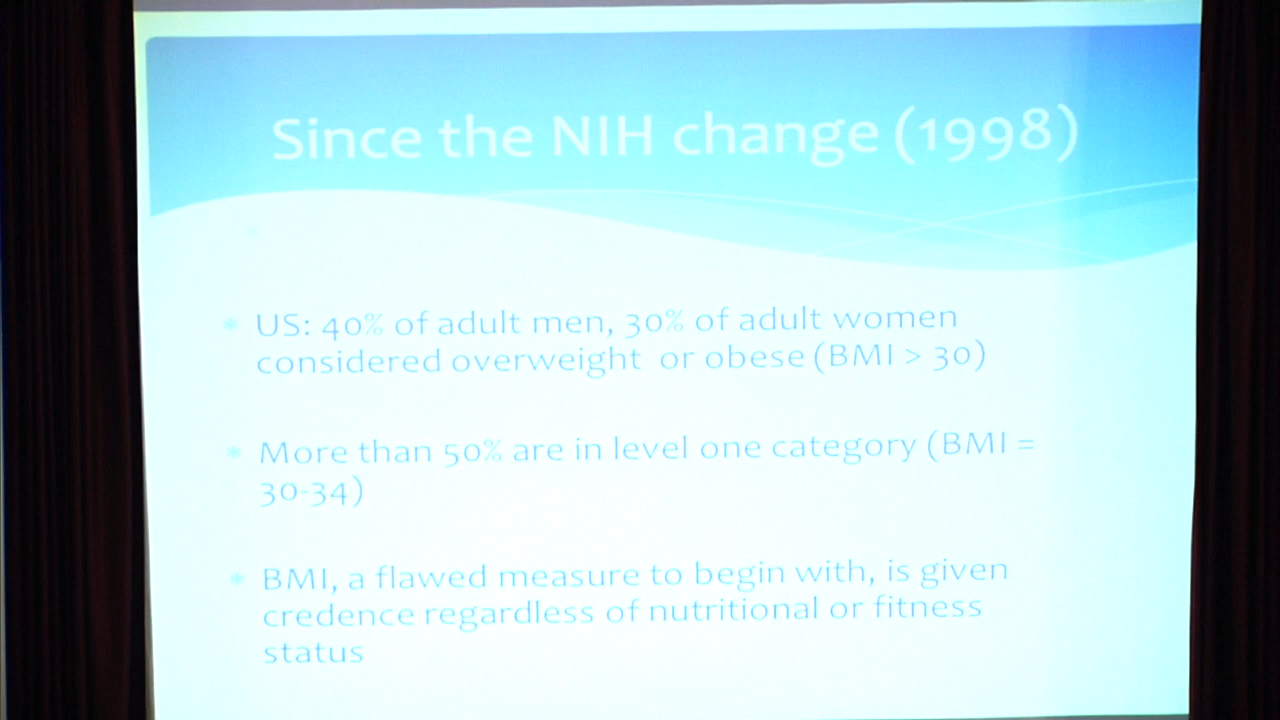 Since the NIH change (1998)
* US: 40% of adult men, 30% of adult women
considered overweight or obese (BMI > 30)
* More than 50% are in level one category (BMI =
30-34)
* BMI, a flawed measure to begin with, is given
credence regardless of nutritional or fitness
status